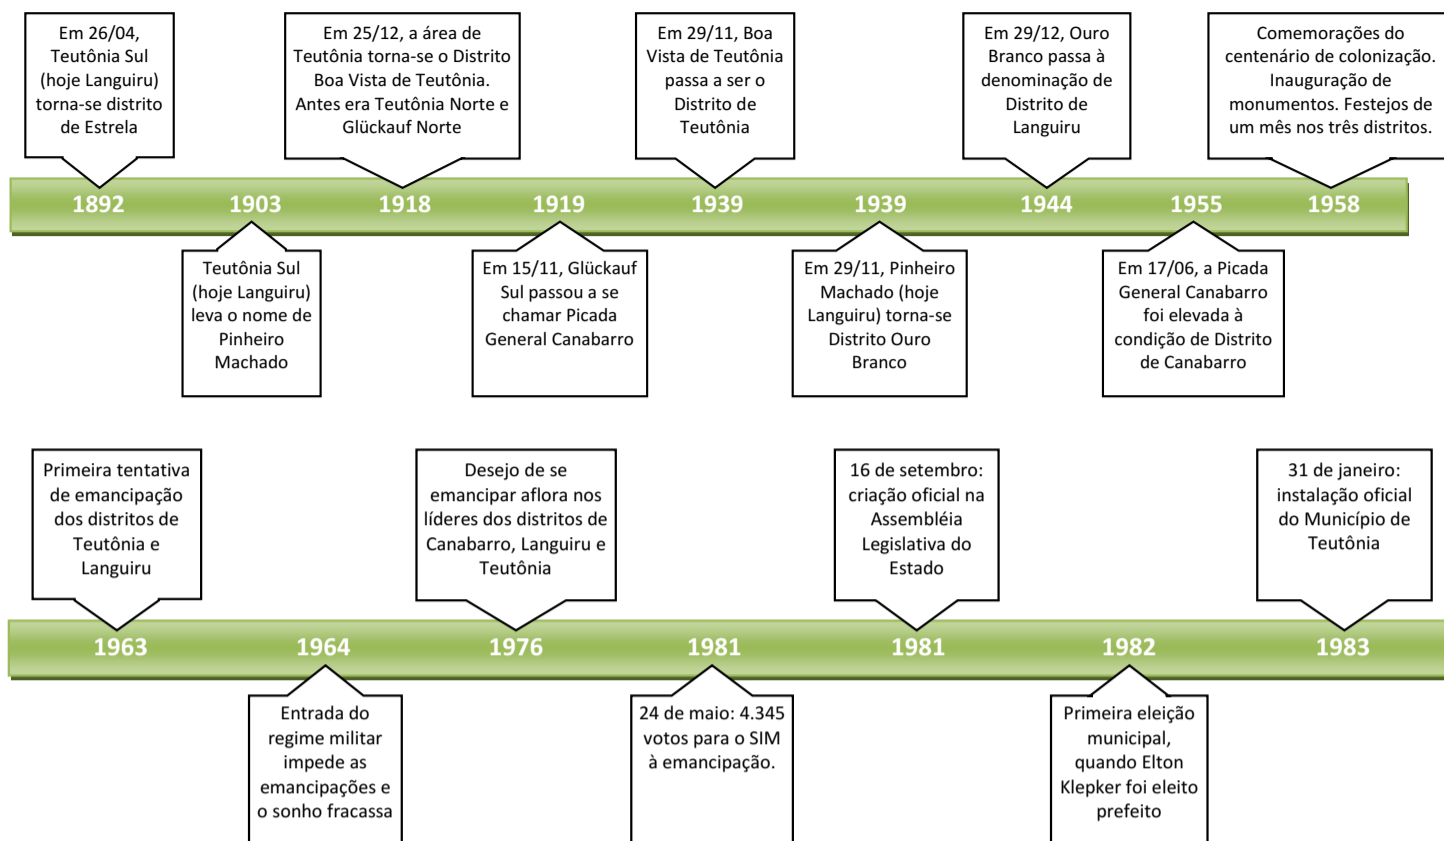 Em 26/04,
Teutônia Sul
(hoje Languiru)
torna-se distrito
de Estrela
Em 25/12, a área de
Teutônia torna-se o Distrito
Boa Vista de Teutônia.
Antes era Teutônia Norte e
Glückauf Norte
Em 29/11, Boa
Vista de Teutônia
passa a ser o
Distrito de
Teutônia
Em 29/12, Ouro
Branco passa à
denominação de
Distrito de
Languiru
Comemorações do
centenário de colonização.
Inauguração de
monumentos. Festejos de
um mês nos três distritos.
1892 1903 1918 1919 1939 1939 1944 1955 1958
Teutônia Sul
(hoje Languiru)
leva o nome de
Pinheiro
Machado
Em 15/11, Glückauf
Sul passou a se
chamar Picada
General Canabarro
Em 29/11, Pinheiro
Machado (hoje
Languiru) torna-se
Distrito Ouro
Branco
Em 17/06, a Picada
General Canabarro
foi elevada à
condição de Distrito
de Canabarro
Primeira tentativa
de emancipação
dos distritos de
Teutônia e
Languiru
Desejo de se
emancipar aflora nos
líderes dos distritos de
Canabarro, Languiru e
Teutônia
16 de setembro:
criação oficial na
Assembléia
Legislativa do
Estado
31 de janeiro:
instalação oficial
do Município de
Teutônia
1963 1964 1976 1981 1981 1982 1983
Entrada do
regime militar
impede as
emancipações e
o sonho fracassa
24 de maio: 4.345
votos para o SIM
à emancipação.
Primeira eleição
municipal,
quando Elton
Klepker foi eleito
prefeito